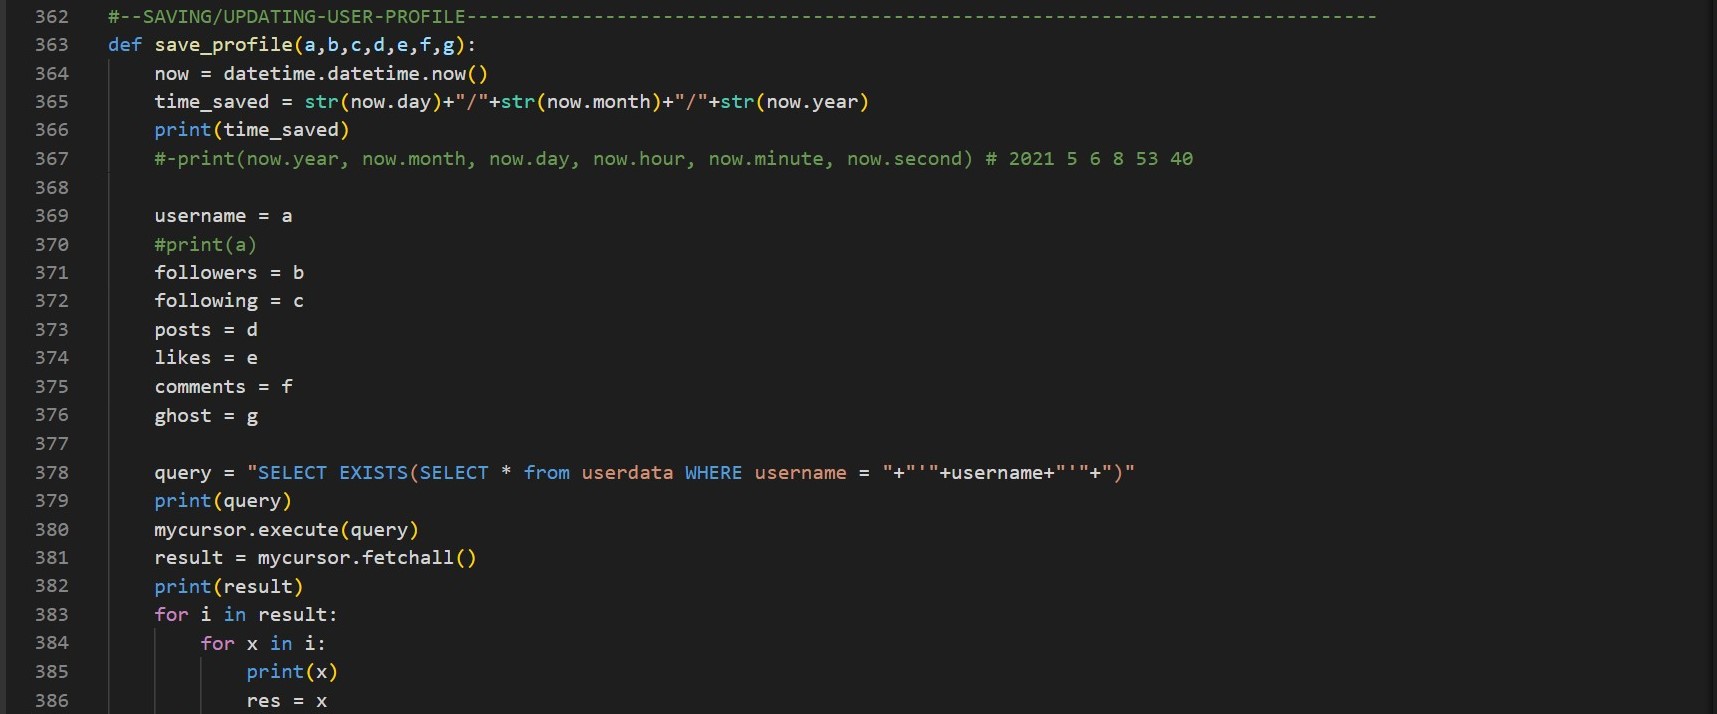 362 #--SAVING/UPDATING-USER-PROFILE-------------------------------------------------------------------------------
363 def save_profile(a,b,c,d,e,f,g):
364     now = datetime.datetime.now()
365     time_saved = str(now.day)+"/"+str(now.month)+"/"+str(now.year)
366     print(time_saved)
367     #-print(now.year, now.month, now.day, now.hour, now.minute, now.second) # 2021 5 6 8 53 40
368
369     username = a
370     #print(a)
371     followers = b
372     following = c
373     posts = d
374     likes = e
375     comments = f
376     ghost = g
377
378     query = "SELECT EXISTS(SELECT * from userdata WHERE username = "+"'"+username+"'"+")"
379     print(query)
380     mycursor.execute(query)
381     result = mycursor.fetchall()
382     print(result)
383     for i in result:
384         for x in i:
385             print(x)
386             res = x